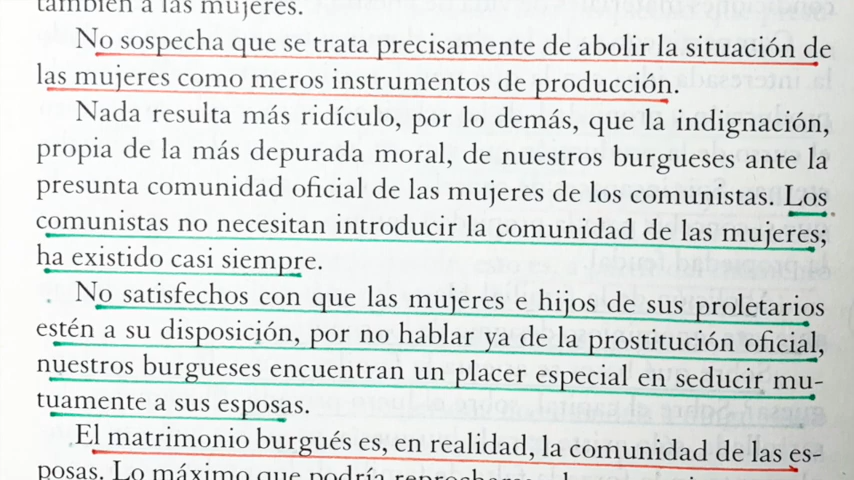 también a las mujeres.
No sospecha que se trata precisamente de abolir la situación de
las mujeres como meros instrumentos de producción.
Nada resulta más ridículo, por lo demás, que la indignación,
propia de la más depurada moral, de nuestros burgueses ante la
presunta comunidad oficial de las mujeres de los comunistas. Los
comunistas no necesitan introducir la comunidad de las mujeres;
ha existido casi siempre.
No satisfechos con que las mujeres e hijos de sus proletarios
estén a su disposición, por no hablar ya de la prostitución oficial,
nuestros burgueses encuentran un placer especial en seducir mu-
tuamente a sus esposas.
El matrimonio burgués es, en realidad, la comunidad de las es-
posas. Lo máximo que podría